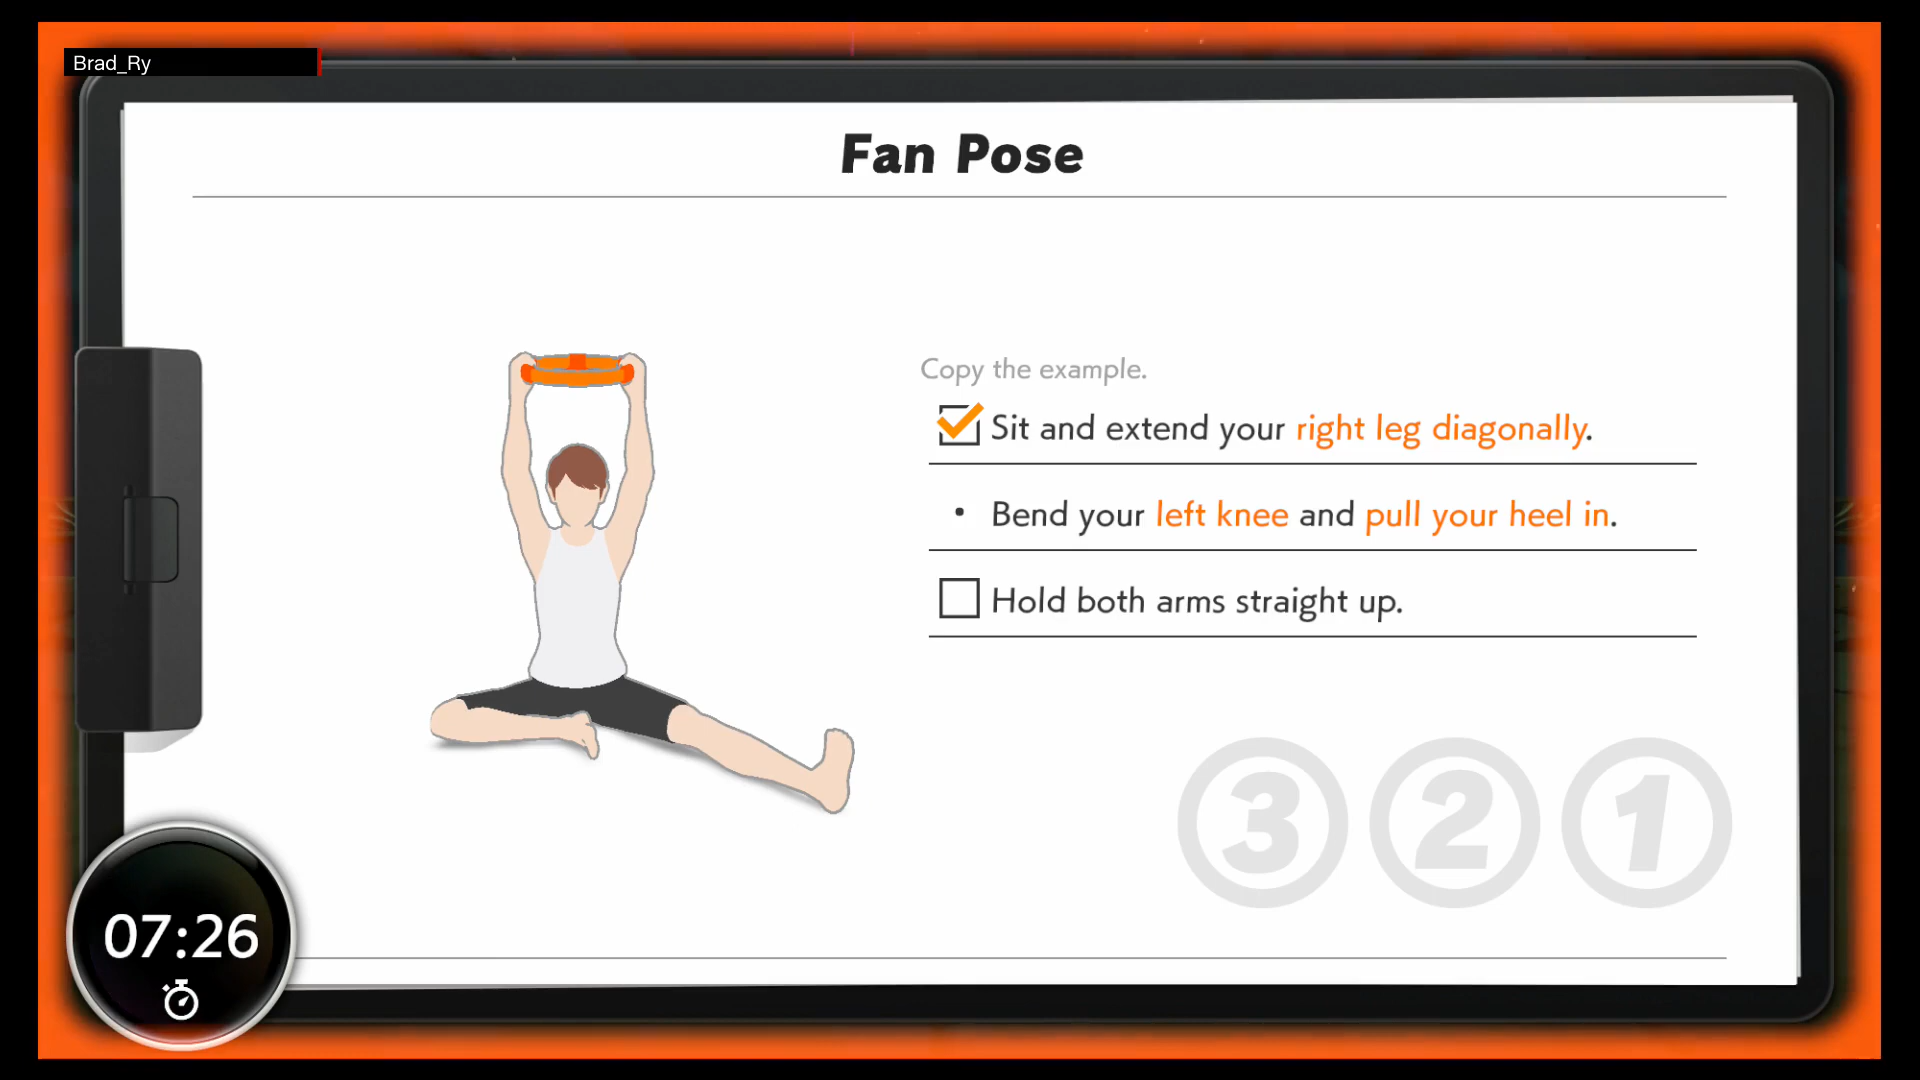 Brad_Ry
Fan Pose
Copy the example.
Sit and extend your right leg diagonally.
• Bend your left knee and pull your heel in.
Hold both arms straight up.
3 2 1
07:26